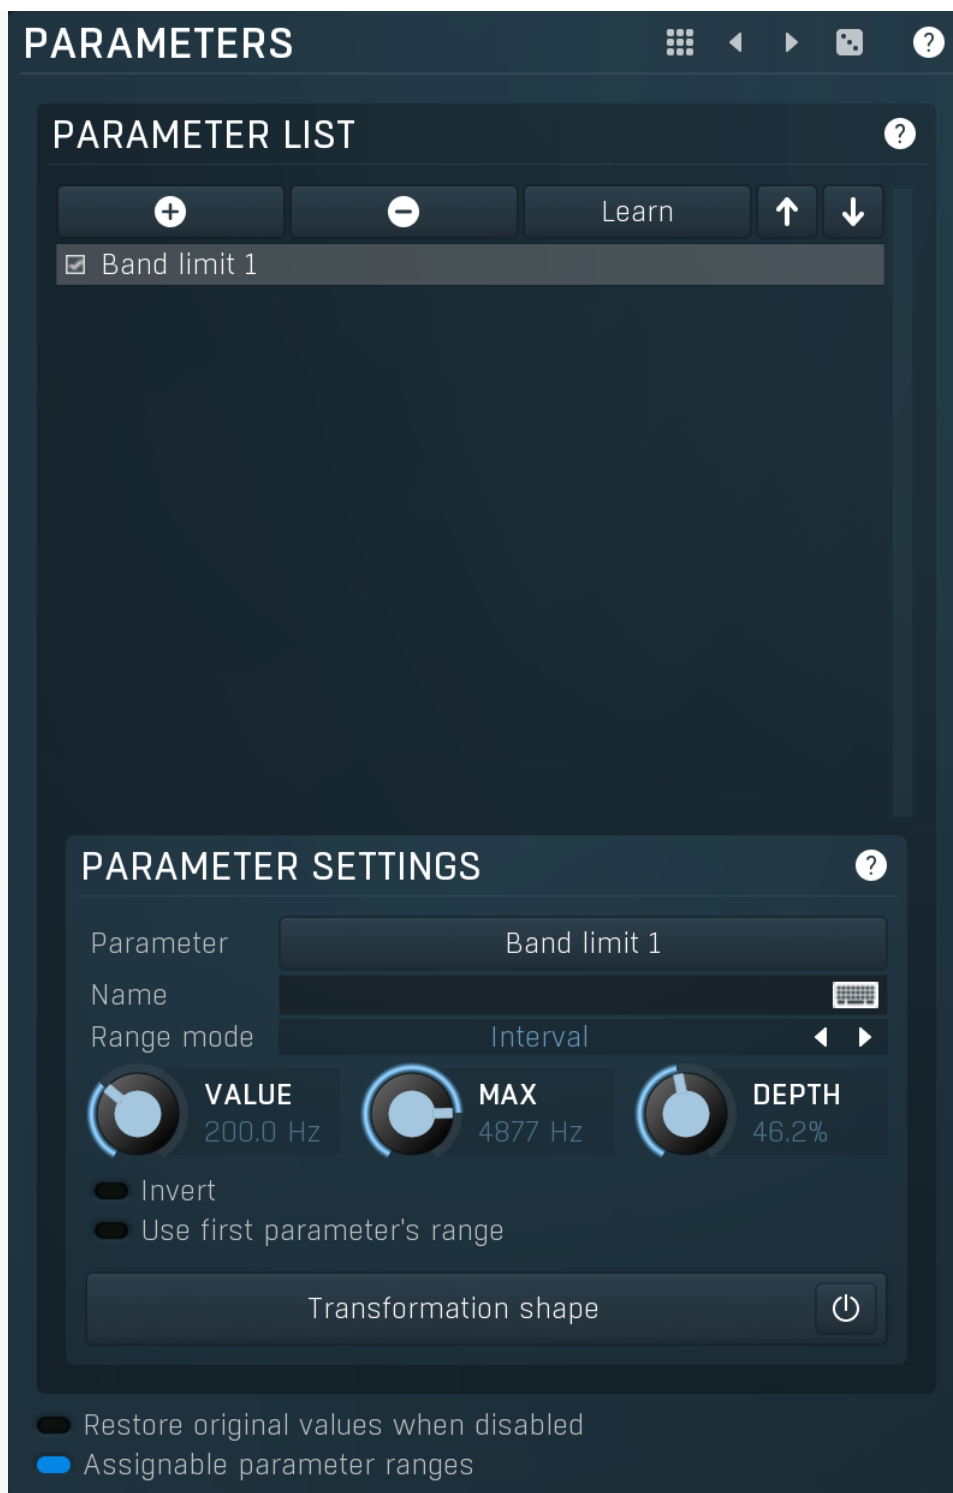 PARAMETERS
?
PARAMETER LIST
?
Learn
Band limit 1
PARAMETER SETTINGS
?
Parameter
Band limit 1
Name
Range mode
Interval
VALUE
200.0 Hz
MAX
4877 Hz
DEPTH
46.2%
Invert
Use first parameter's range
Transformation shape
Restore original values when disabled
Assignable parameter ranges